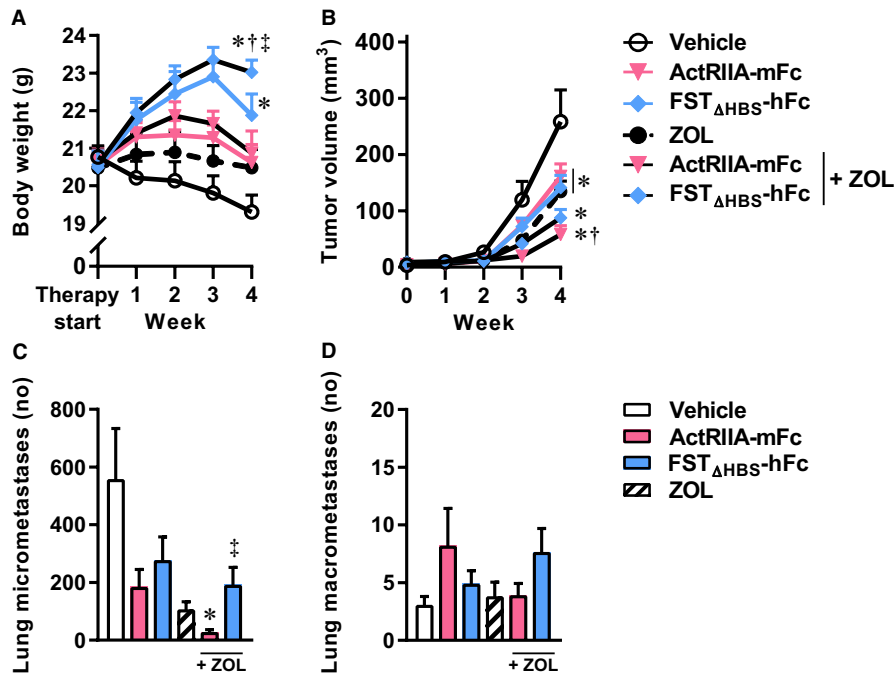 A
Body weight (g)
24
23
22
21
20
19
0
*†‡
*
Therapy
start
1
2
3
4
Week
B
Tumor volume (mm3)
400
300
200
100
0
*
*
*†
0
1
2
3
4
Week
Vehicle
ActRIIA-mFc
FSTΔHBS-hFc
ZOL
ActRIIA-mFc
FSTΔHBS-hFc
+ ZOL
C
Lung micrometastases (no)
800
600
400
200
0
*
‡
+ ZOL
D
Lung macrometastases (no)
20
15
10
5
0
+ ZOL
Vehicle
ActRIIA-mFc
FSTΔHBS-hFc
ZOL